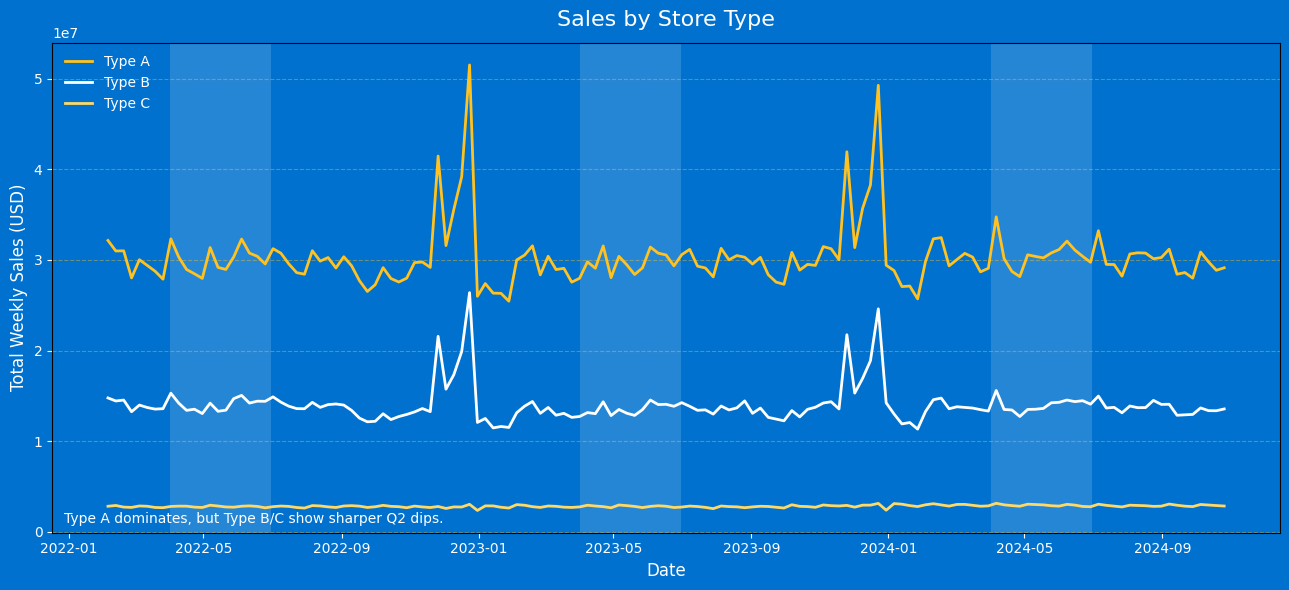 Sales by Store Type
1e7
Type A
Type B
Type C
5
4
3
2
1
0
Total Weekly Sales (USD)
Type A dominates, but Type B/C show sharper Q2 dips.
2022-01 2022-05 2022-09 2023-01 2023-05 2023-09 2024-01 2024-05 2024-09
Date